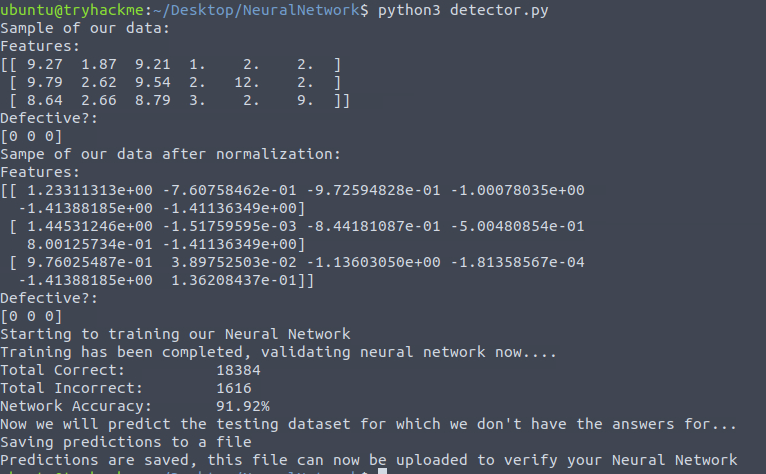 ubuntu@tryhackme:~/Desktop/NeuralNetwork$ python3 detector.py
Sample of our data:
Features:
[[ 9.27  1.87  9.21  1.    2.    2.  ]
 [ 9.79  2.62  9.54  2.   12.    2.  ]
 [ 8.64  2.66  8.79  3.    2.    9.  ]]
Defective?:
[0 0 0]
Sampe of our data after normalization:
Features:
[[ 1.23311313e+00 -7.60758462e-01 -9.72594828e-01 -1.00078035e+00
  -1.41388185e+00 -1.41136349e+00]
 [ 1.44531246e+00 -1.51759595e-03 -8.44181087e-01 -5.00480854e-01
   8.00125734e-01 -1.41136349e+00]
 [ 9.76025487e-01  3.89752503e-02 -1.13603050e+00 -1.81358567e-04
  -1.41388185e+00  1.36208437e-01]]
Defective?:
[0 0 0]
Starting to training our Neural Network
Training has been completed, validating neural network now....
Total Correct:          18384
Total Incorrect:        1616
Network Accuracy:       91.92%
Now we will predict the testing dataset for which we don't have the answers for...
Saving predictions to a file
Predictions are saved, this file can now be uploaded to verify your Neural Network